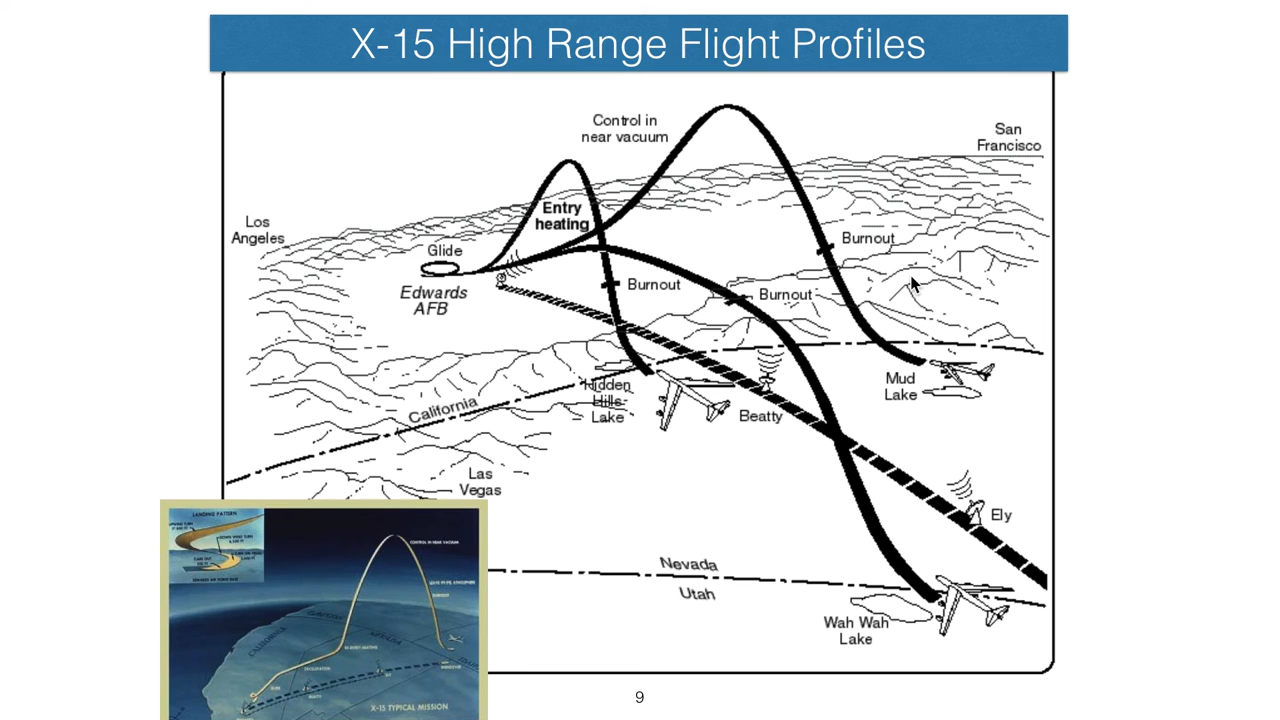 X-15 High Range Flight Profiles
Control in
near vacuum
San
Francisco
Los
Angeles
Entry
heating
Glide
Edwards
AFB
Burnout
Burnout
Burnout
Mud
Lake
Hidden
Hills
Lake
Beatty
California
Las
Vegas
Ely
Nevada
Utah
Wah Wah
Lake
LANDING PATTERN
CONTROL IN NEAR VACUUM
CALIFORNIA
NEVADA
X-15 TYPICAL MISSION
9